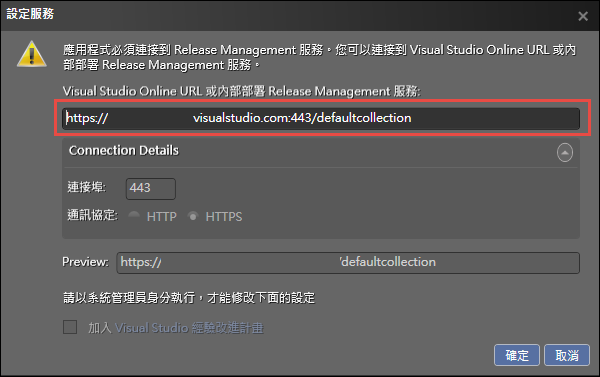 設定服務
應用程式必須連接到 Release Management 服務。您可以連接到 Visual Studio Online URL 或內
部部署 Release Management 服務。
Visual Studio Online URL 或內部部署 Release Management 服務:
https:// visualstudio.com:443/defaultcollection
Connection Details
連接埠: 443
通訊協定: HTTP HTTPS
Preview: https:// /defaultcollection
請以系統管理員身分執行，才能修改下面的設定
加入 Visual Studio 經驗改進計畫
確定 取消